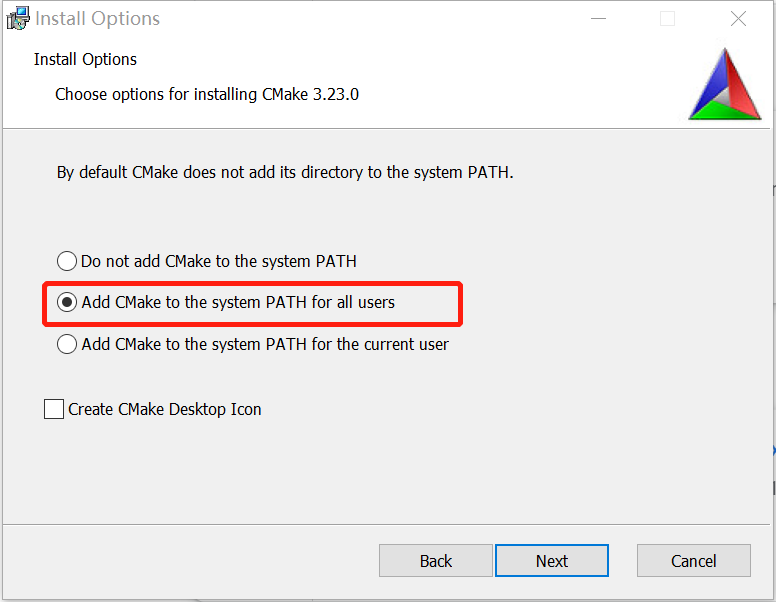 Install Options
Install Options
Choose options for installing CMake 3.23.0
By default CMake does not add its directory to the system PATH.
Do not add CMake to the system PATH
Add CMake to the system PATH for all users
Add CMake to the system PATH for the current user
Create CMake Desktop Icon
Back Next Cancel